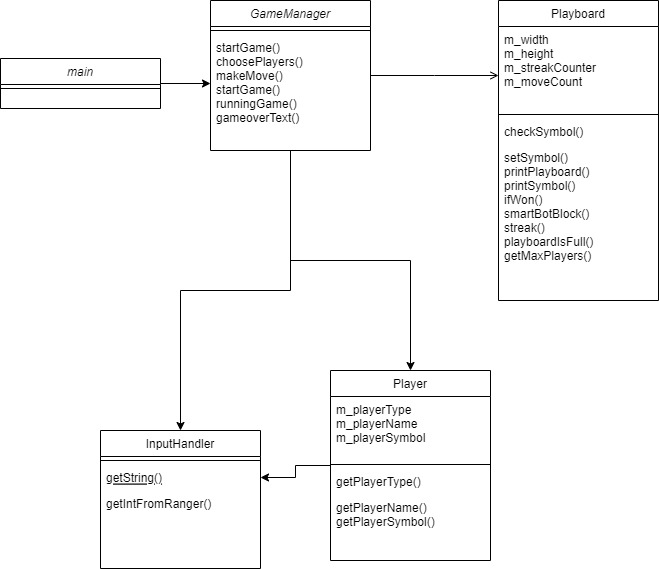 main
GameManager
startGame()
choosePlayers()
makeMove()
startGame()
runningGame()
gameoverText()
Playboard
m_width
m_height
m_streakCounter
m_moveCount
checkSymbol()
setSymbol()
printPlayboard()
printSymbol()
ifWon()
smartBotBlock()
streak()
playboardIsFull()
getMaxPlayers()
InputHandler
getString()
getIntFromRanger()
Player
m_playerType
m_playerName
m_playerSymbol
getPlayerType()
getPlayerName()
getPlayerSymbol()